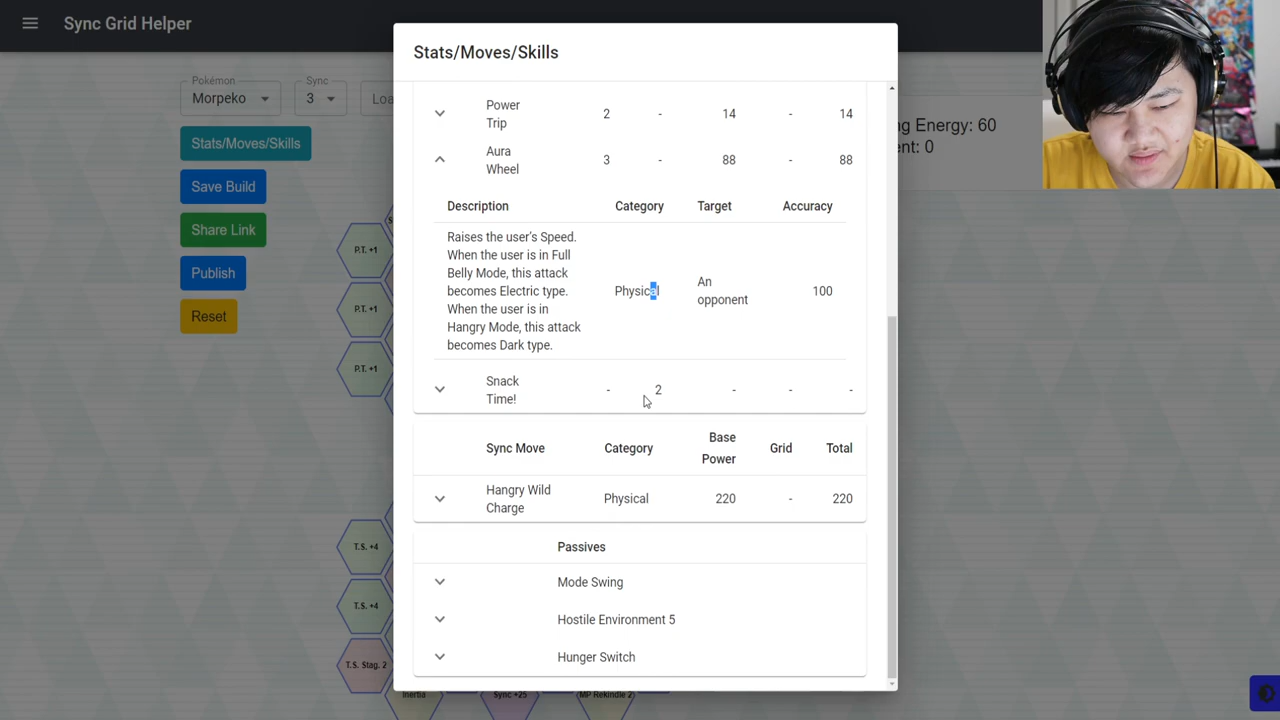 Sync Grid Helper
Stats/Moves/Skills
Pokémon
Morpeko
Sync
3
Loa
Stats/Moves/Skills
Save Build
Share Link
Publish
Reset
ng Energy: 60
ent: 0
P.T. +1
P.T. +1
P.T. +1
T.S. +4
T.S. +4
T.S. Stag. 2
Inertia
Sync +25
MP Rekindle 2
Power
Trip
2 - 14 - 14
Aura
Wheel
3 - 88 - 88
Description Category Target Accuracy
Raises the user's Speed.
When the user is in Full
Belly Mode, this attack
becomes Electric type.
When the user is in
Hangry Mode, this attack
becomes Dark type.
Physical
An
opponent
100
Snack
Time!
- 2 - - -
Sync Move Category Base
Power Grid Total
Hangry Wild
Charge
Physical 220 - 220
Passives
Mode Swing
Hostile Environment 5
Hunger Switch